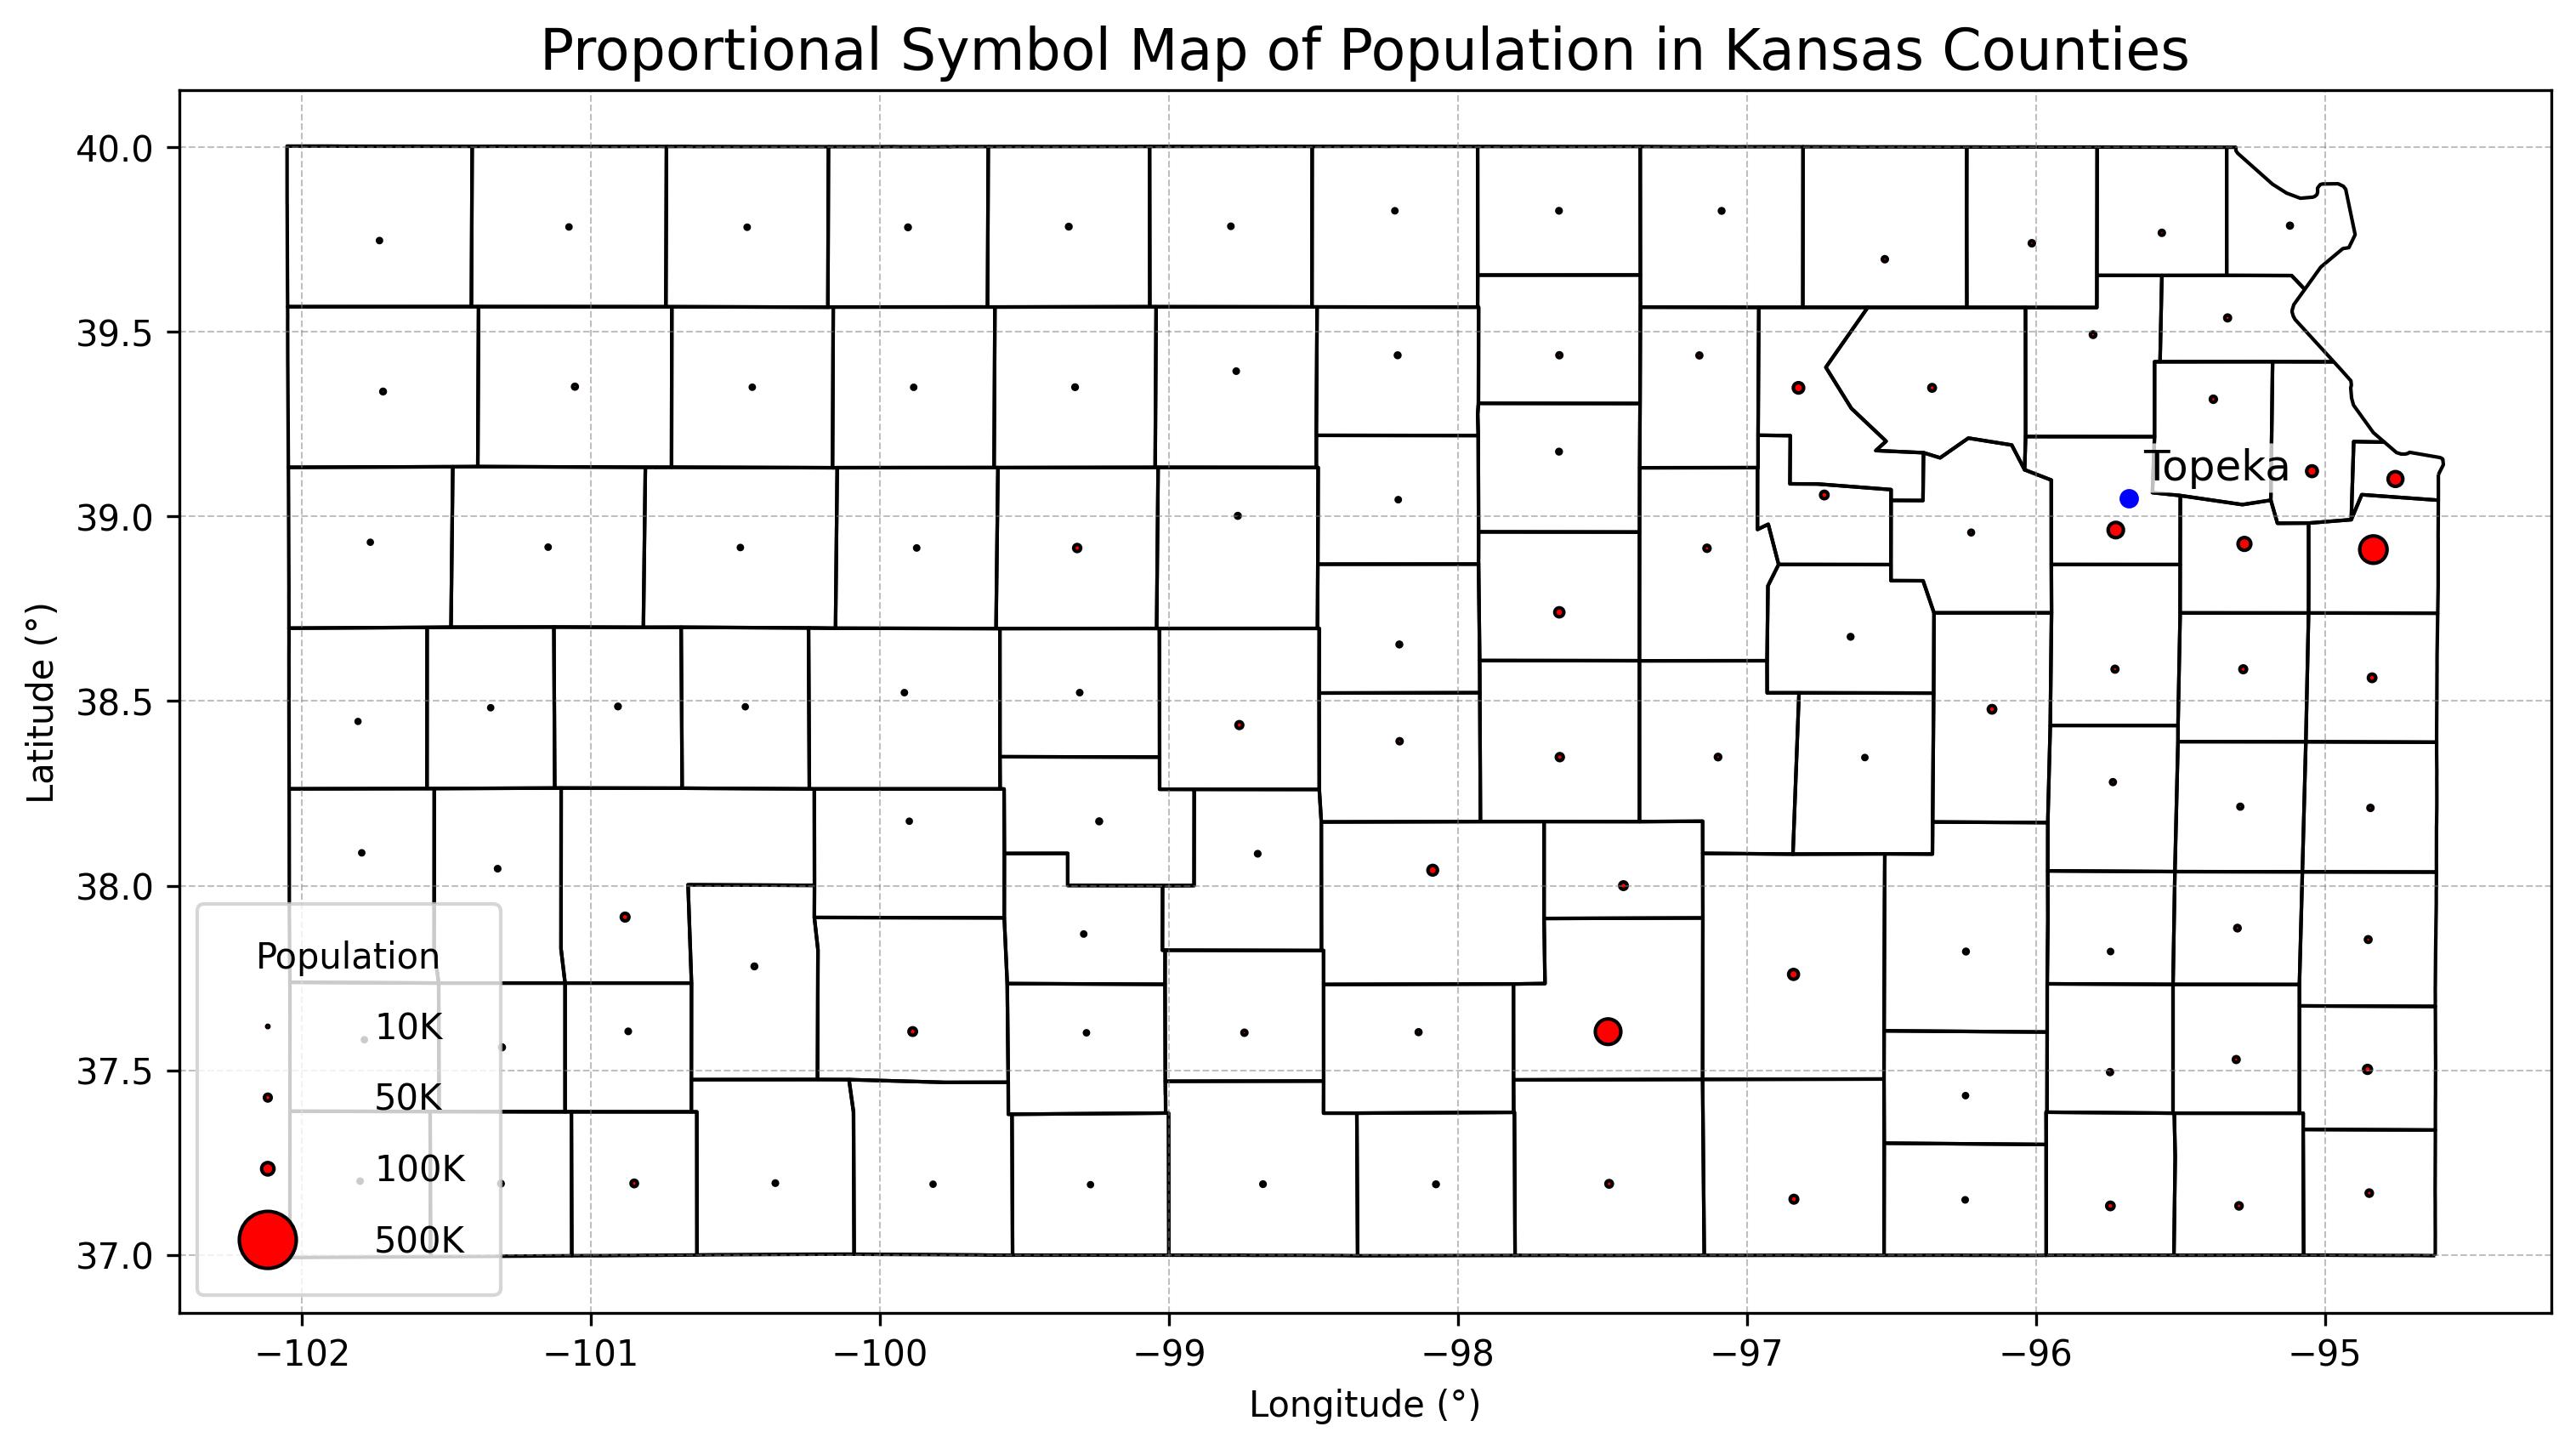 Proportional Symbol Map of Population in Kansas Counties
40.0
39.5
39.0
38.5
38.0
37.5
37.0
Latitude (°)
Topeka
Population
10K
50K
100K
500K
−102
−101
−100
−99
−98
−97
−96
−95
Longitude (°)